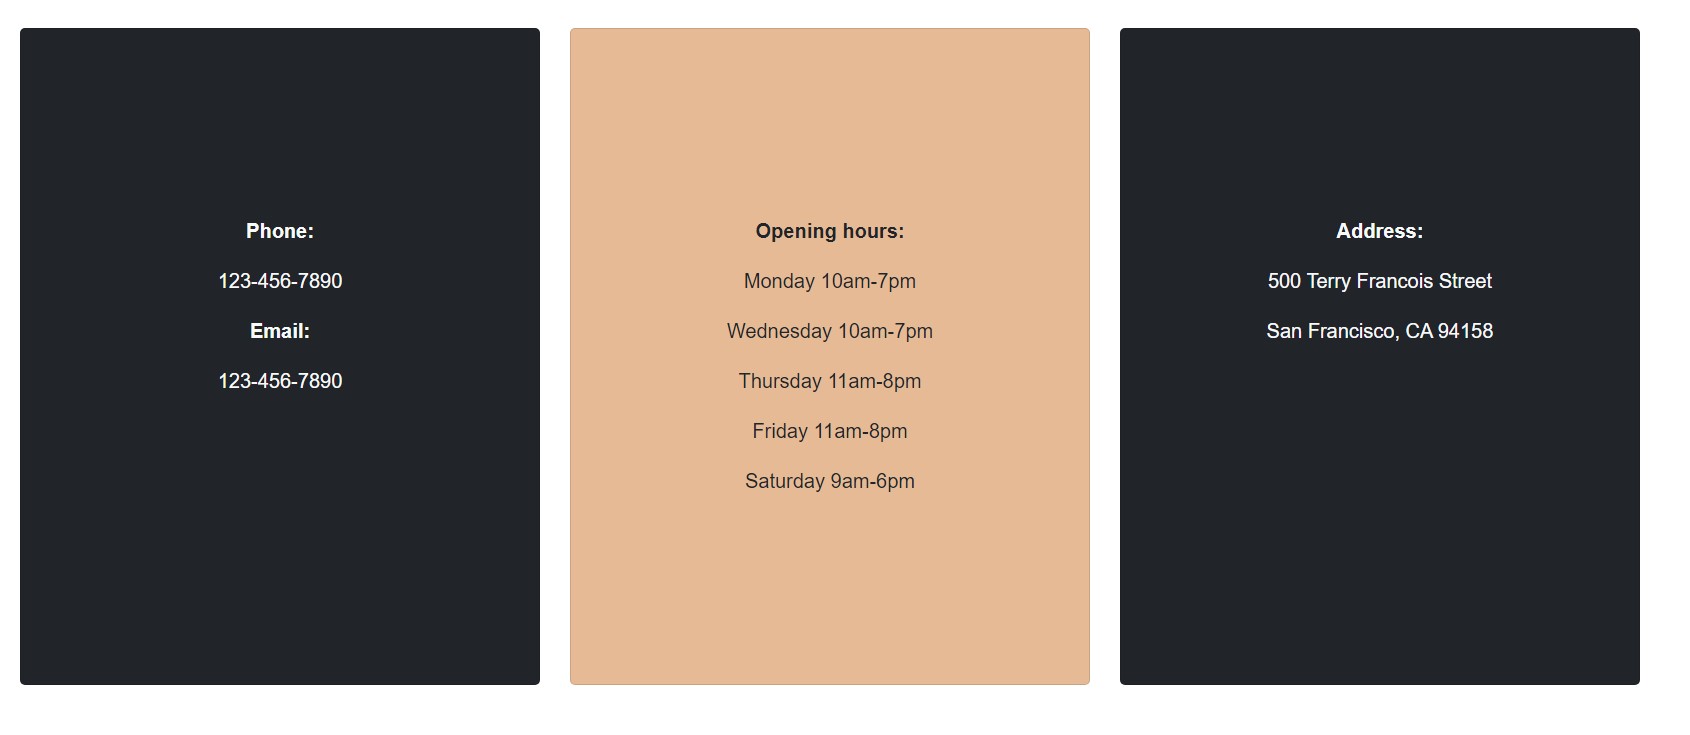 Phone:
123-456-7890
Email:
123-456-7890
Opening hours:
Monday 10am-7pm
Wednesday 10am-7pm
Thursday 11am-8pm
Friday 11am-8pm
Saturday 9am-6pm
Address:
500 Terry Francois Street
San Francisco, CA 94158